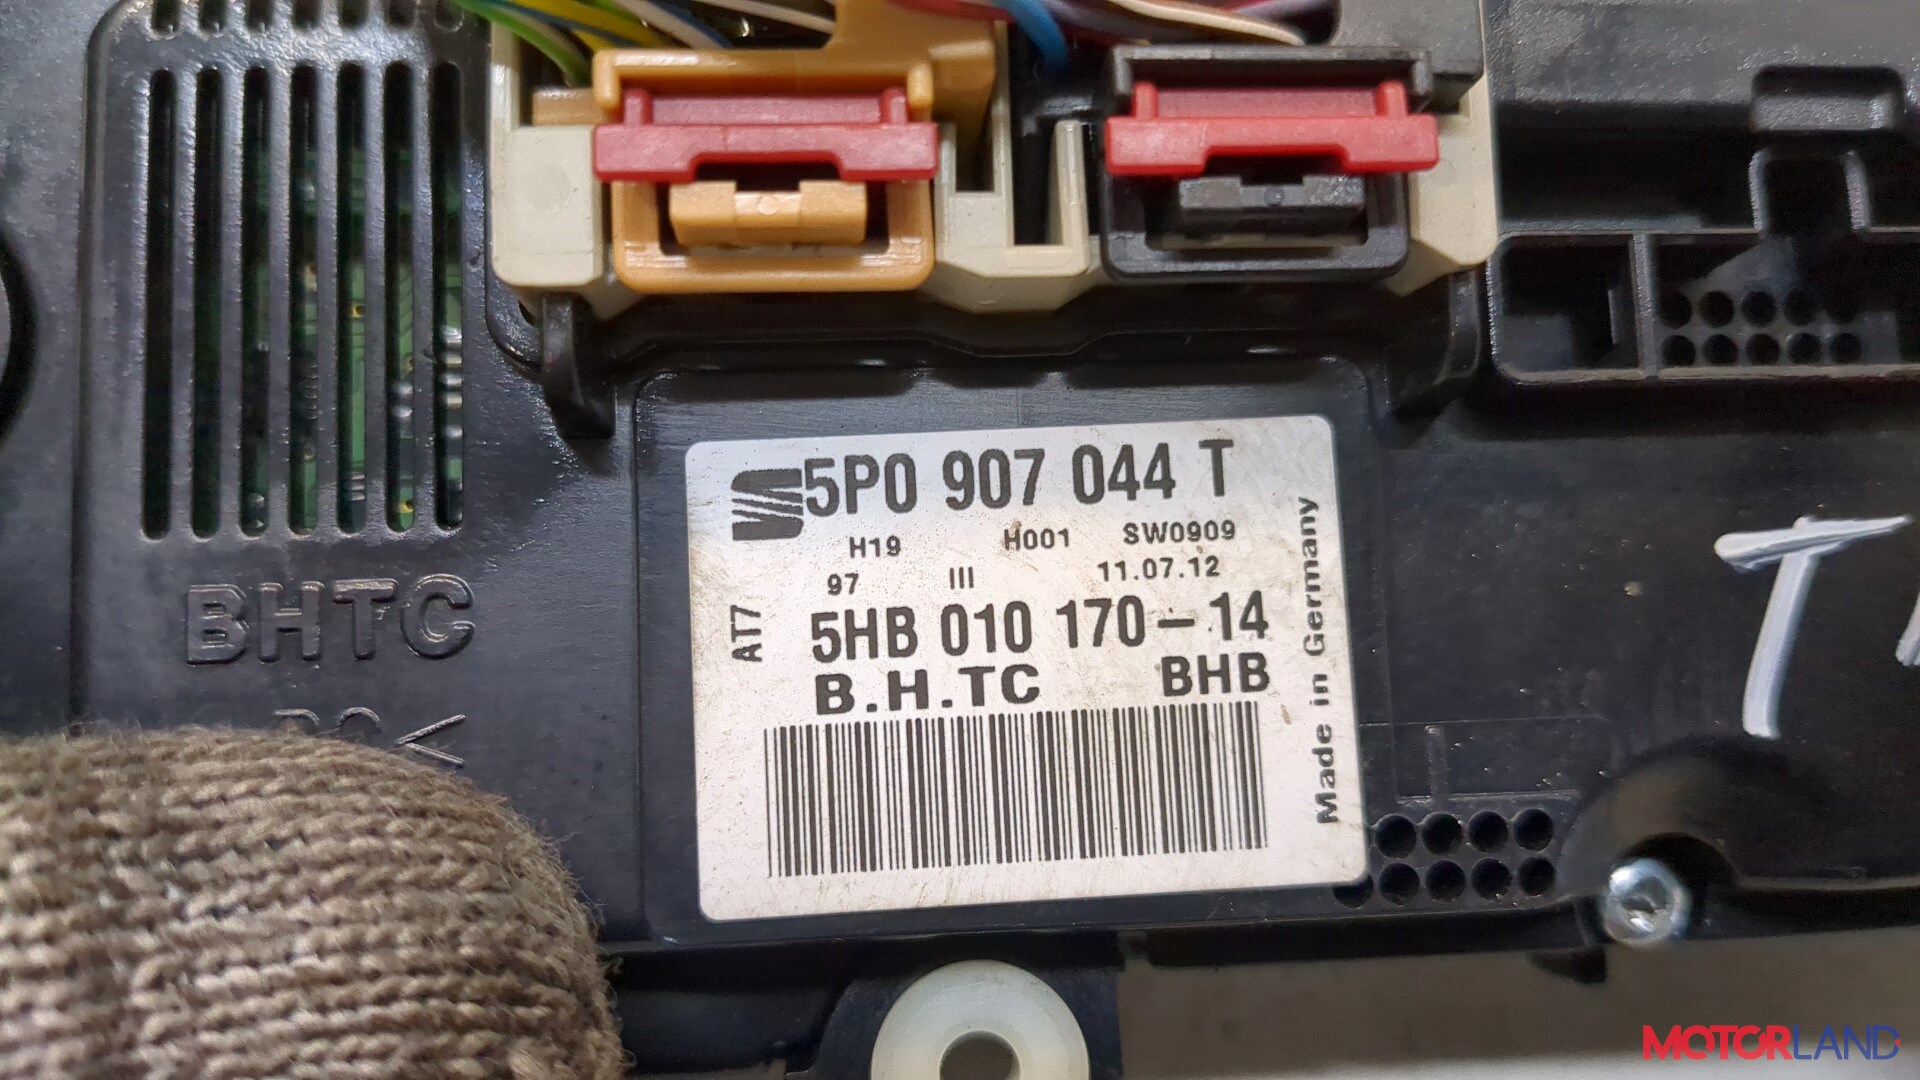 5P0 907 044 T
H19 H001 SW0909
97 III 11.07.12
AT7
5HB 010 170-14
B.H.TC BHB
Made in Germany
BHTC
T
MOTORLAND